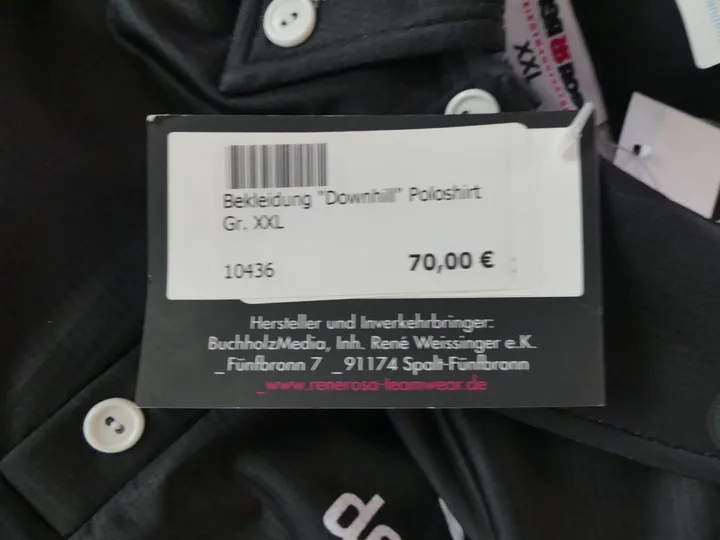 XXL
Bekleidung "Downhill" Poloshirt
Gr. XXL
10436
70,00 €
Hersteller und Inverkehrbringer:
BuchholzMedia, Inh. René Weissinger e.K.
_Fünfbronn 7 _91174 Spalt-Fünfbronn
_www.renerosa-teamwear.de
do